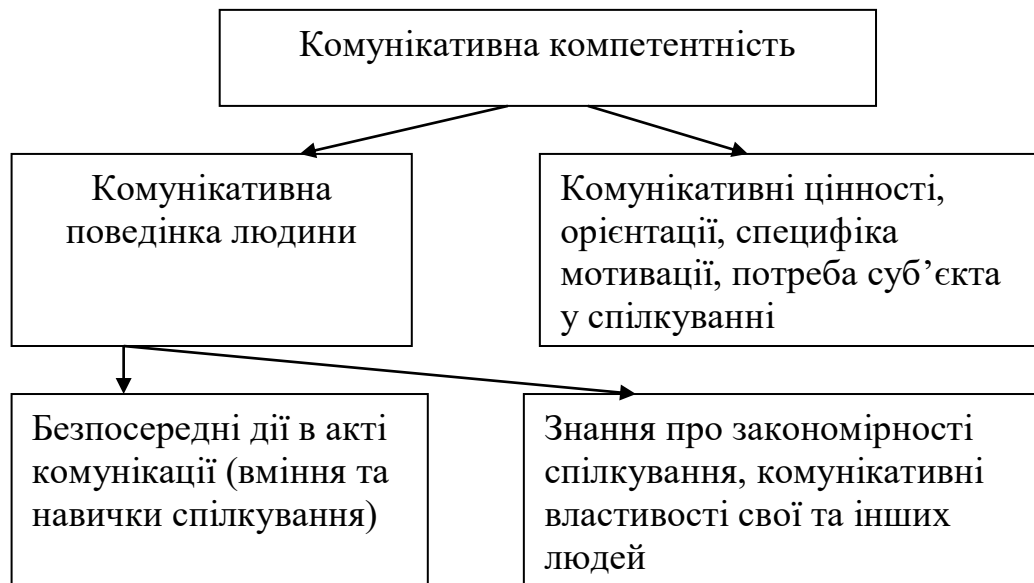 Комунікативна компетентність
Комунікативна
поведінка людини
Комунікативні цінності,
орієнтації, специфіка
мотивації, потреба суб’єкта
у спілкуванні
Безпосередні дії в акті
комунікації (вміння та
навички спілкування)
Знання про закономірності
спілкування, комунікативні
властивості свої та інших
людей